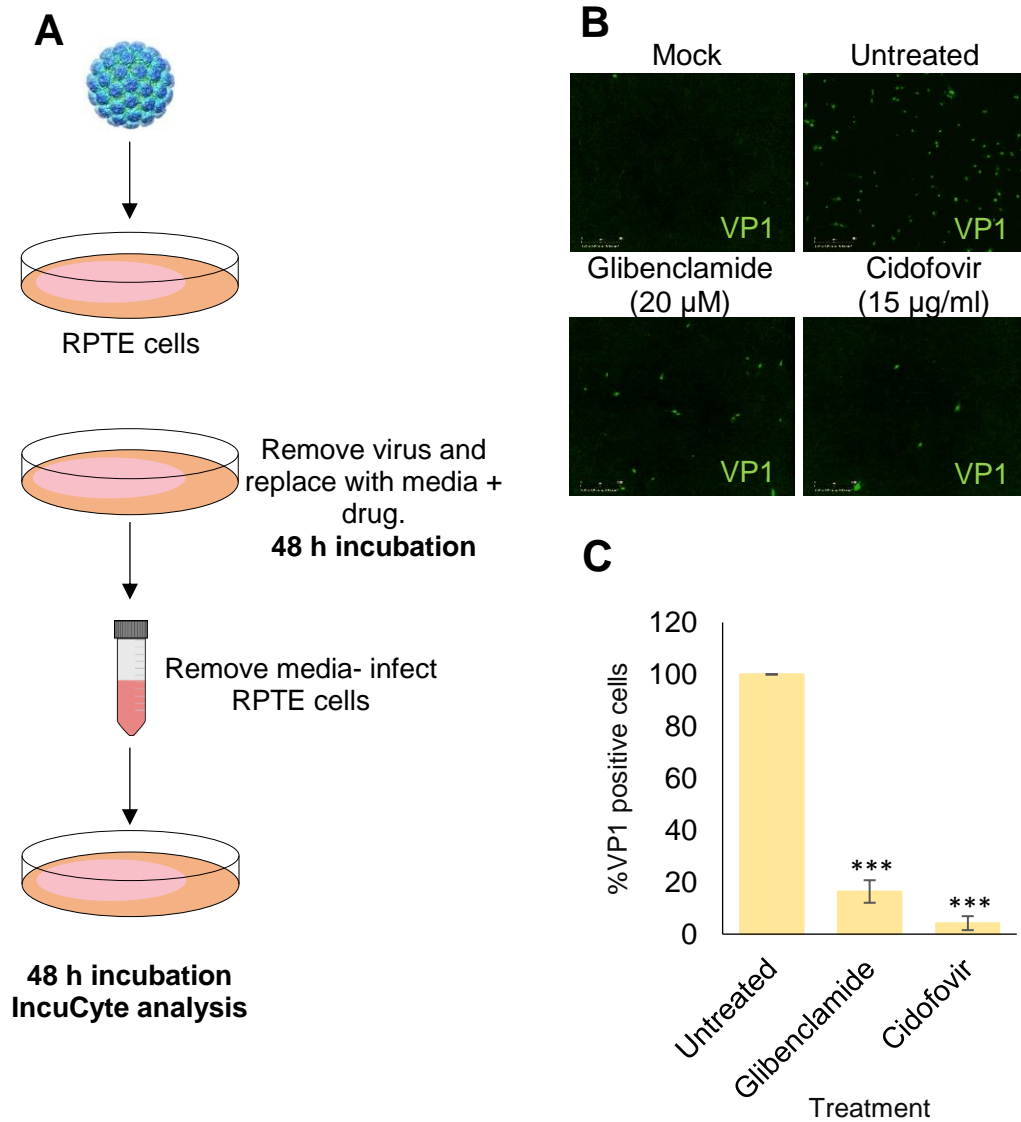 A
RPTE cells
Remove virus and
replace with media +
drug.
48 h incubation
Remove media- infect
RPTE cells
48 h incubation
IncuCyte analysis
B
Mock
Untreated
VP1
VP1
Glibenclamide
(20 µM)
Cidofovir
(15 µg/ml)
VP1
VP1
C
%VP1 positive cells
120
100
80
60
40
20
0
***
***
Untreated
Glibenclamide
Cidofovir
Treatment